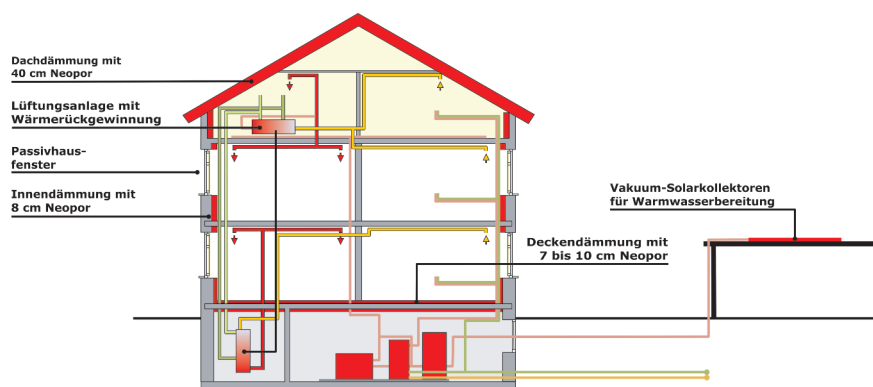 Dachdämmung mit
40 cm Neopor
Lüftungsanlage mit
Wärmerückgewinnung
Passivhaus-
fenster
Innendämmung mit
8 cm Neopor
Vakuum-Solarkollektoren
für Warmwasserbereitung
Deckendämmung mit
7 bis 10 cm Neopor